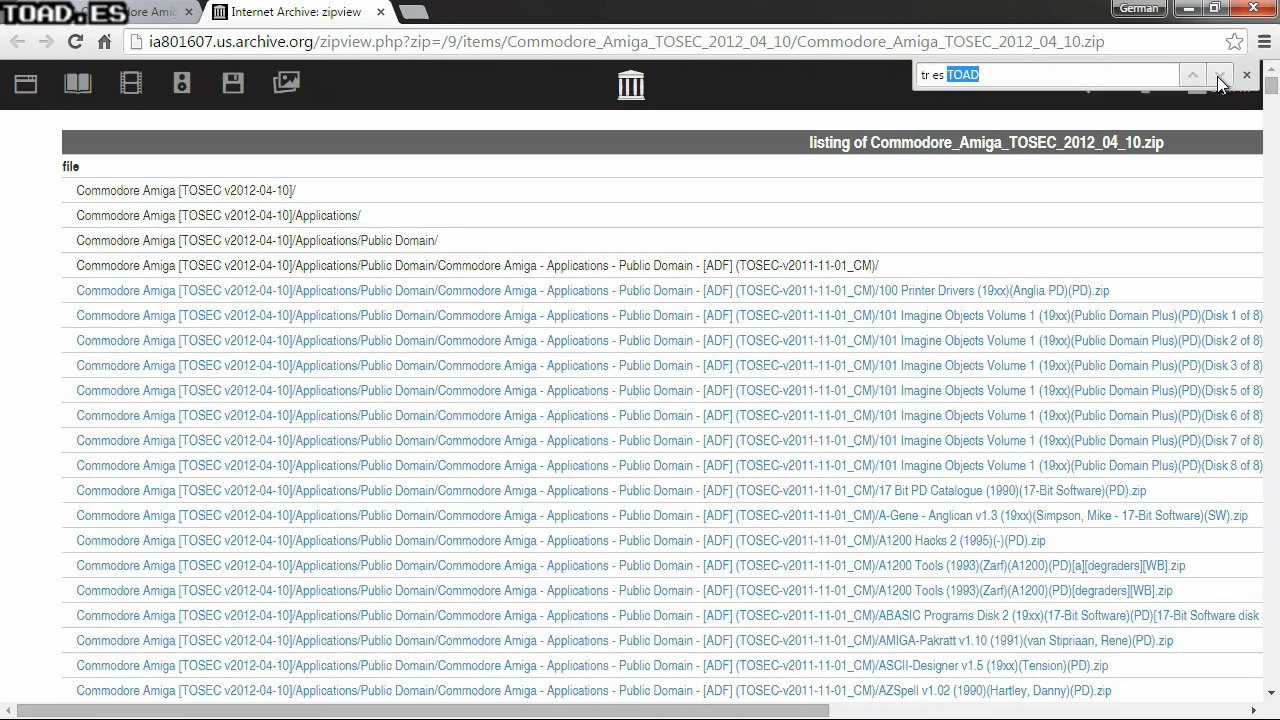 TOAD.ES
Internet Archive: zipview
German
ia801607.us.archive.org/zipview.php?zip=/9/items/Commodore_Amiga_TOSEC_2012_04_10/Commodore_Amiga_TOSEC_2012_04_10.zip
tr es TOAD
listing of Commodore_Amiga_TOSEC_2012_04_10.zip
file
Commodore Amiga [TOSEC v2012-04-10]/
Commodore Amiga [TOSEC v2012-04-10]/Applications/
Commodore Amiga [TOSEC v2012-04-10]/Applications/Public Domain/
Commodore Amiga [TOSEC v2012-04-10]/Applications/Public Domain/Commodore Amiga - Applications - Public Domain - [ADF] (TOSEC-v2011-11-01_CM)/
Commodore Amiga [TOSEC v2012-04-10]/Applications/Public Domain/Commodore Amiga - Applications - Public Domain - [ADF] (TOSEC-v2011-11-01_CM)/100 Printer Drivers (19xx)(Anglia PD)(PD).zip
Commodore Amiga [TOSEC v2012-04-10]/Applications/Public Domain/Commodore Amiga - Applications - Public Domain - [ADF] (TOSEC-v2011-11-01_CM)/101 Imagine Objects Volume 1 (19xx)(Public Domain Plus)(PD)(Disk 1 of 8)
Commodore Amiga [TOSEC v2012-04-10]/Applications/Public Domain/Commodore Amiga - Applications - Public Domain - [ADF] (TOSEC-v2011-11-01_CM)/101 Imagine Objects Volume 1 (19xx)(Public Domain Plus)(PD)(Disk 2 of 8)
Commodore Amiga [TOSEC v2012-04-10]/Applications/Public Domain/Commodore Amiga - Applications - Public Domain - [ADF] (TOSEC-v2011-11-01_CM)/101 Imagine Objects Volume 1 (19xx)(Public Domain Plus)(PD)(Disk 3 of 8)
Commodore Amiga [TOSEC v2012-04-10]/Applications/Public Domain/Commodore Amiga - Applications - Public Domain - [ADF] (TOSEC-v2011-11-01_CM)/101 Imagine Objects Volume 1 (19xx)(Public Domain Plus)(PD)(Disk 5 of 8)
Commodore Amiga [TOSEC v2012-04-10]/Applications/Public Domain/Commodore Amiga - Applications - Public Domain - [ADF] (TOSEC-v2011-11-01_CM)/101 Imagine Objects Volume 1 (19xx)(Public Domain Plus)(PD)(Disk 6 of 8)
Commodore Amiga [TOSEC v2012-04-10]/Applications/Public Domain/Commodore Amiga - Applications - Public Domain - [ADF] (TOSEC-v2011-11-01_CM)/101 Imagine Objects Volume 1 (19xx)(Public Domain Plus)(PD)(Disk 7 of 8)
Commodore Amiga [TOSEC v2012-04-10]/Applications/Public Domain/Commodore Amiga - Applications - Public Domain - [ADF] (TOSEC-v2011-11-01_CM)/101 Imagine Objects Volume 1 (19xx)(Public Domain Plus)(PD)(Disk 8 of 8)
Commodore Amiga [TOSEC v2012-04-10]/Applications/Public Domain/Commodore Amiga - Applications - Public Domain - [ADF] (TOSEC-v2011-11-01_CM)/17 Bit PD Catalogue (1990)(17-Bit Software)(PD).zip
Commodore Amiga [TOSEC v2012-04-10]/Applications/Public Domain/Commodore Amiga - Applications - Public Domain - [ADF] (TOSEC-v2011-11-01_CM)/A-Gene - Anglican v1.3 (19xx)(Simpson, Mike - 17-Bit Software)(SW).zip
Commodore Amiga [TOSEC v2012-04-10]/Applications/Public Domain/Commodore Amiga - Applications - Public Domain - [ADF] (TOSEC-v2011-11-01_CM)/A1200 Hacks 2 (1995)(-)(PD).zip
Commodore Amiga [TOSEC v2012-04-10]/Applications/Public Domain/Commodore Amiga - Applications - Public Domain - [ADF] (TOSEC-v2011-11-01_CM)/A1200 Tools (1993)(Zarf)(A1200)(PD)[a][degraders][WB].zip
Commodore Amiga [TOSEC v2012-04-10]/Applications/Public Domain/Commodore Amiga - Applications - Public Domain - [ADF] (TOSEC-v2011-11-01_CM)/A1200 Tools (1993)(Zarf)(A1200)(PD)[degraders][WB].zip
Commodore Amiga [TOSEC v2012-04-10]/Applications/Public Domain/Commodore Amiga - Applications - Public Domain - [ADF] (TOSEC-v2011-11-01_CM)/ABASIC Programs Disk 2 (19xx)(17-Bit Software)(PD)[17-Bit Software disk
Commodore Amiga [TOSEC v2012-04-10]/Applications/Public Domain/Commodore Amiga - Applications - Public Domain - [ADF] (TOSEC-v2011-11-01_CM)/AMIGA-Pakratt v1.10 (1991)(van Stipriaan, Rene)(PD).zip
Commodore Amiga [TOSEC v2012-04-10]/Applications/Public Domain/Commodore Amiga - Applications - Public Domain - [ADF] (TOSEC-v2011-11-01_CM)/ASCII-Designer v1.5 (19xx)(Tension)(PD).zip
Commodore Amiga [TOSEC v2012-04-10]/Applications/Public Domain/Commodore Amiga - Applications - Public Domain - [ADF] (TOSEC-v2011-11-01_CM)/AZSpell v1.02 (1990)(Hartley, Danny)(PD).zip